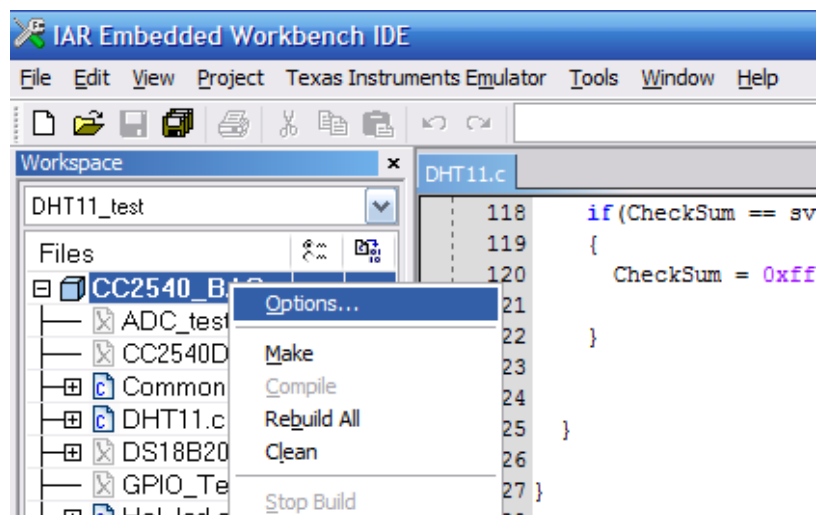 IAR Embedded Workbench IDE
File Edit View Project Texas Instruments Emulator Tools Window Help
Workspace
DHT11_test
Files
CC2540_B
ADC_test
CC2540D
Common
DHT11.c
DS18B20
GPIO_Te
Options...
Make
Compile
Rebuild All
Clean
Stop Build
DHT11.c
118 if(CheckSum == sv
119 {
120 CheckSum = 0xff
21
22 }
23
24
25 }
26
27 }